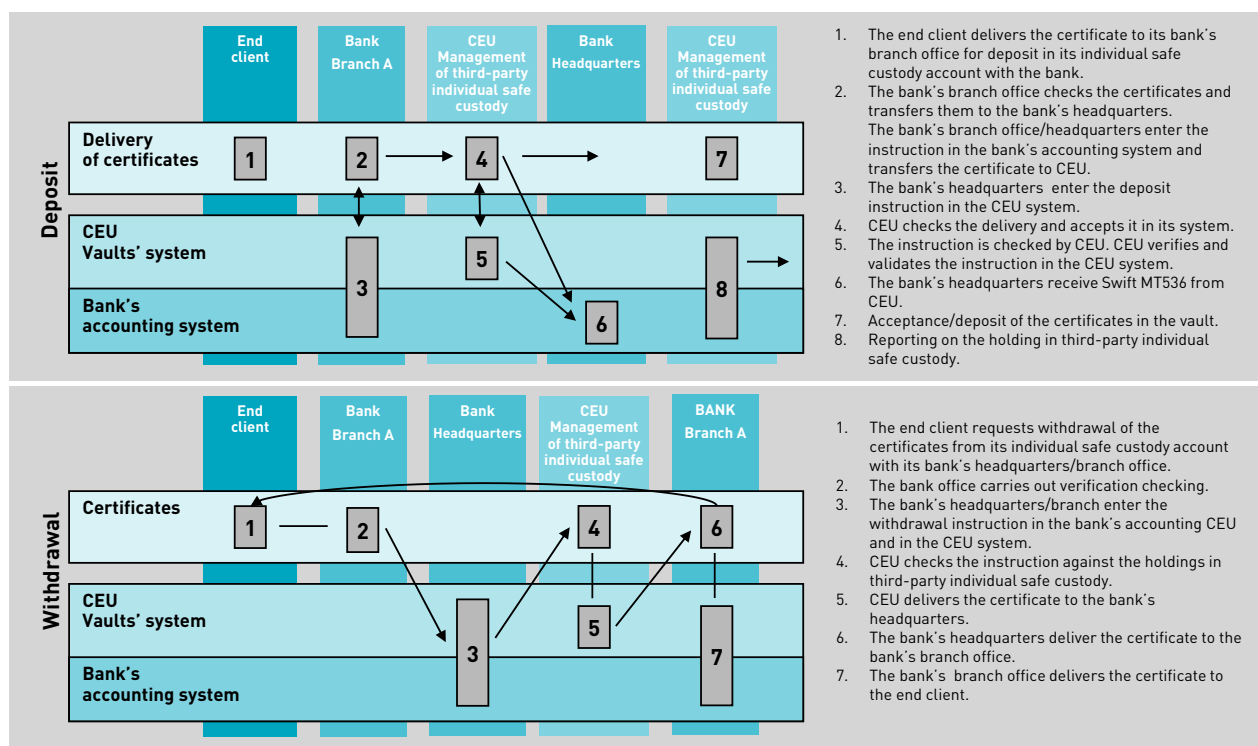 Deposit
End
client
Bank
Branch A
CEU
Management
of third-party
individual safe
custody
Bank
Headquarters
CEU
Management
of third-party
individual safe
custody
Delivery
of certificates
1
2
4
7
CEU
Vaults' system
3
5
8
Bank's
accounting system
6
1. The end client delivers the certificate to its bank's
branch office for deposit in its individual safe
custody account with the bank.
2. The bank's branch office checks the certificates and
transfers them to the bank's headquarters.
The bank's branch office/headquarters enter the
instruction in the bank's accounting system and
transfers the certificate to CEU.
3. The bank's headquarters enter the deposit
instruction in the CEU system.
4. CEU checks the delivery and accepts it in its system.
5. The instruction is checked by CEU. CEU verifies and
validates the instruction in the CEU system.
6. The bank's headquarters receive Swift MT536 from
CEU.
7. Acceptance/deposit of the certificates in the vault.
8. Reporting on the holding in third-party individual
safe custody.
Withdrawal
End
client
Bank
Branch A
Bank
Headquarters
CEU
Management
of third-party
individual safe
custody
BANK
Branch A
Certificates
1
2
4
6
CEU
Vaults' system
3
5
7
Bank's
accounting system
1. The end client requests withdrawal of the
certificates from its individual safe custody account
with its bank's headquarters/branch office.
2. The bank office carries out verification checking.
3. The bank's headquarters/branch enter the
withdrawal instruction in the bank's accounting CEU
and in the CEU system.
4. CEU checks the instruction against the holdings in
third-party individual safe custody.
5. CEU delivers the certificate to the bank's
headquarters.
6. The bank's headquarters deliver the certificate to the
bank's branch office.
7. The bank's branch office delivers the certificate to
the end client.